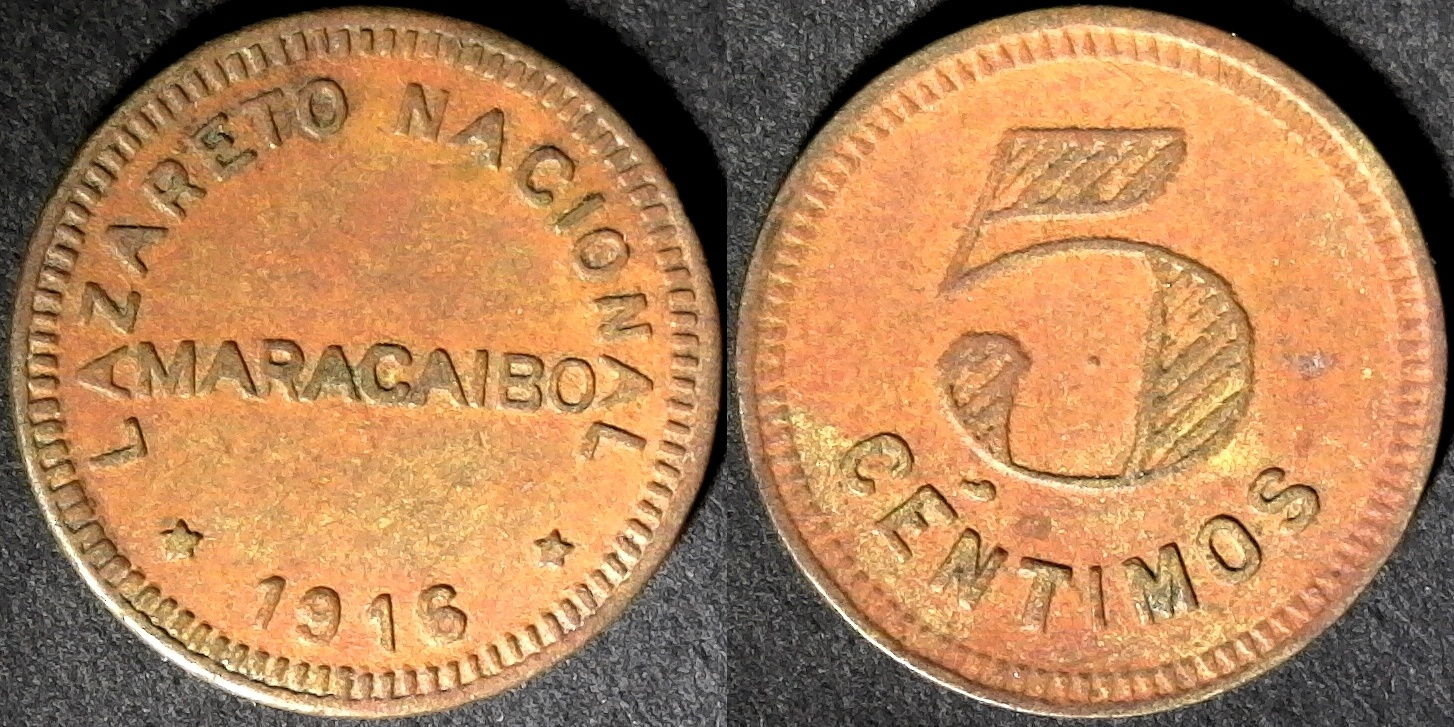 LAZARETO NACIONAL
MARACAIBO
1916
5
CENTIMOS